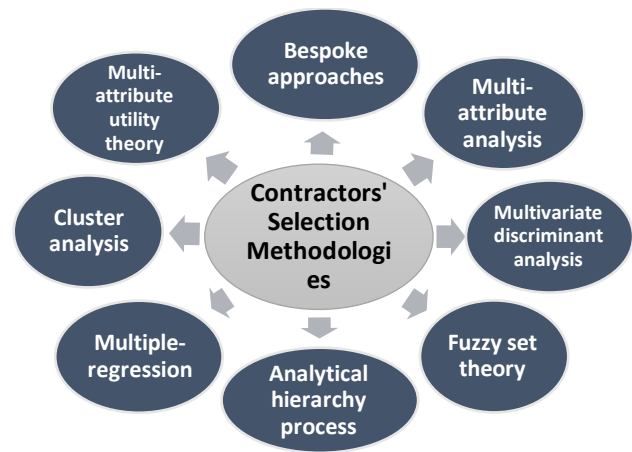 Bespoke
approaches
Multi-
attribute
analysis
Multivariate
discriminant
analysis
Fuzzy set
theory
Analytical
hierarchy
process
Multiple-
regression
Cluster
analysis
Multi-
attribute
utility
theory
Contractors'
Selection
Methodologi
es